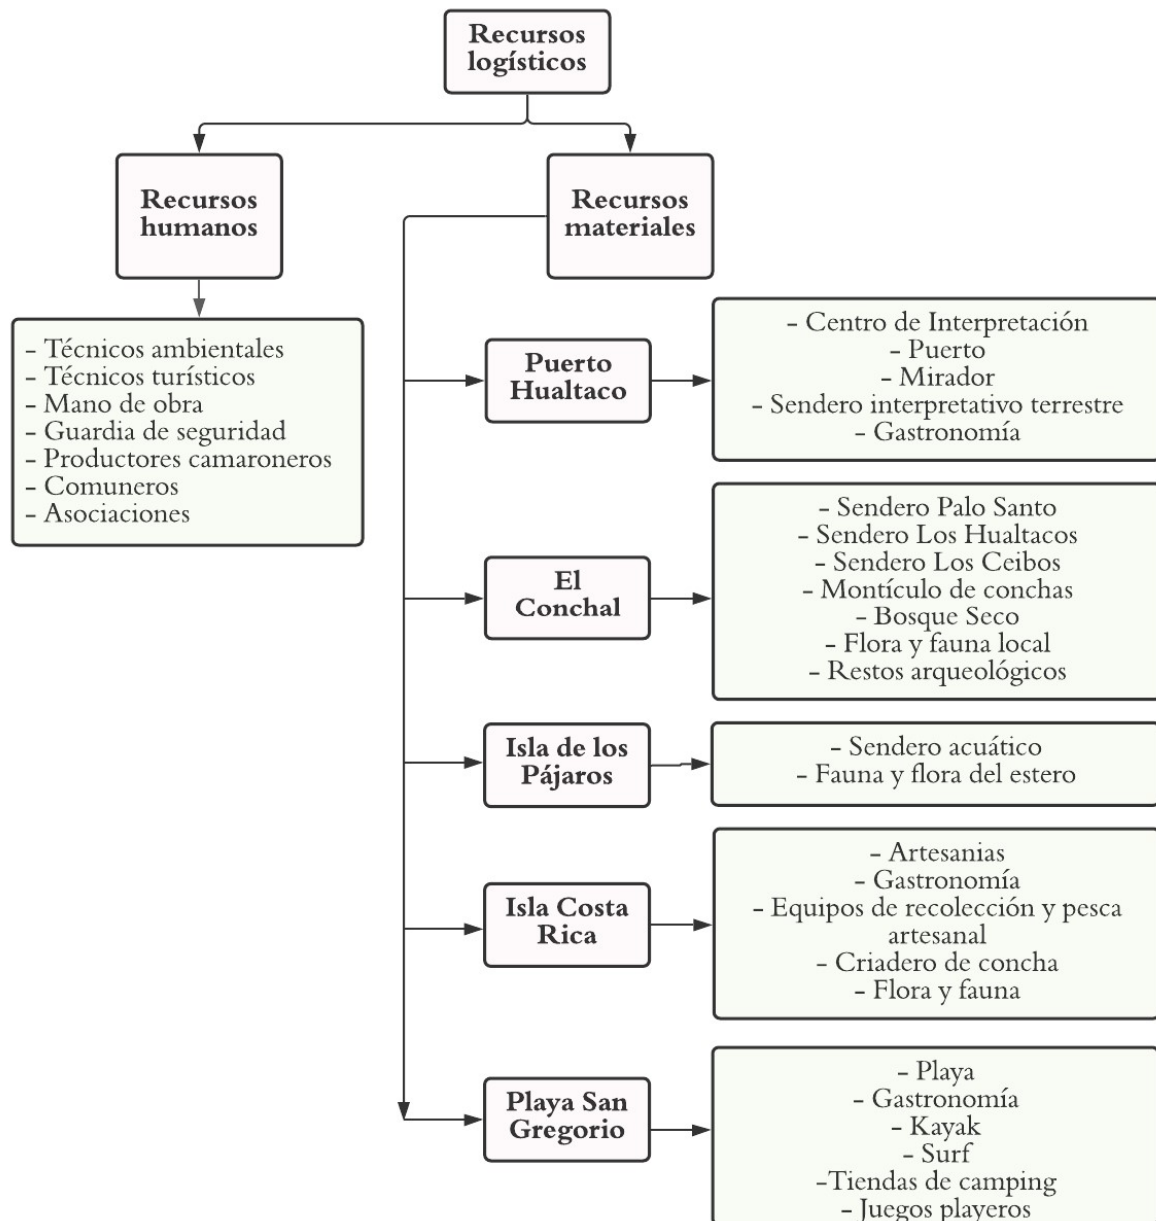 Recursos
logísticos
Recursos
humanos
Recursos
materiales
- Técnicos ambientales
- Técnicos turísticos
- Mano de obra
- Guardia de seguridad
- Productores camaroneros
- Comuneros
- Asociaciones
Puerto
Hualtaco
- Centro de Interpretación
- Puerto
- Mirador
- Sendero interpretativo terrestre
- Gastronomía
El
Conchal
- Sendero Palo Santo
- Sendero Los Hualtacos
- Sendero Los Ceibos
- Montículo de conchas
- Bosque Seco
- Flora y fauna local
- Restos arqueológicos
Isla de los
Pájaros
- Sendero acuático
- Fauna y flora del estero
Isla Costa
Rica
- Artesanias
- Gastronomía
- Equipos de recolección y pesca
artesanal
- Criadero de concha
- Flora y fauna
Playa San
Gregorio
- Playa
- Gastronomía
- Kayak
- Surf
-Tiendas de camping
- Juegos playeros